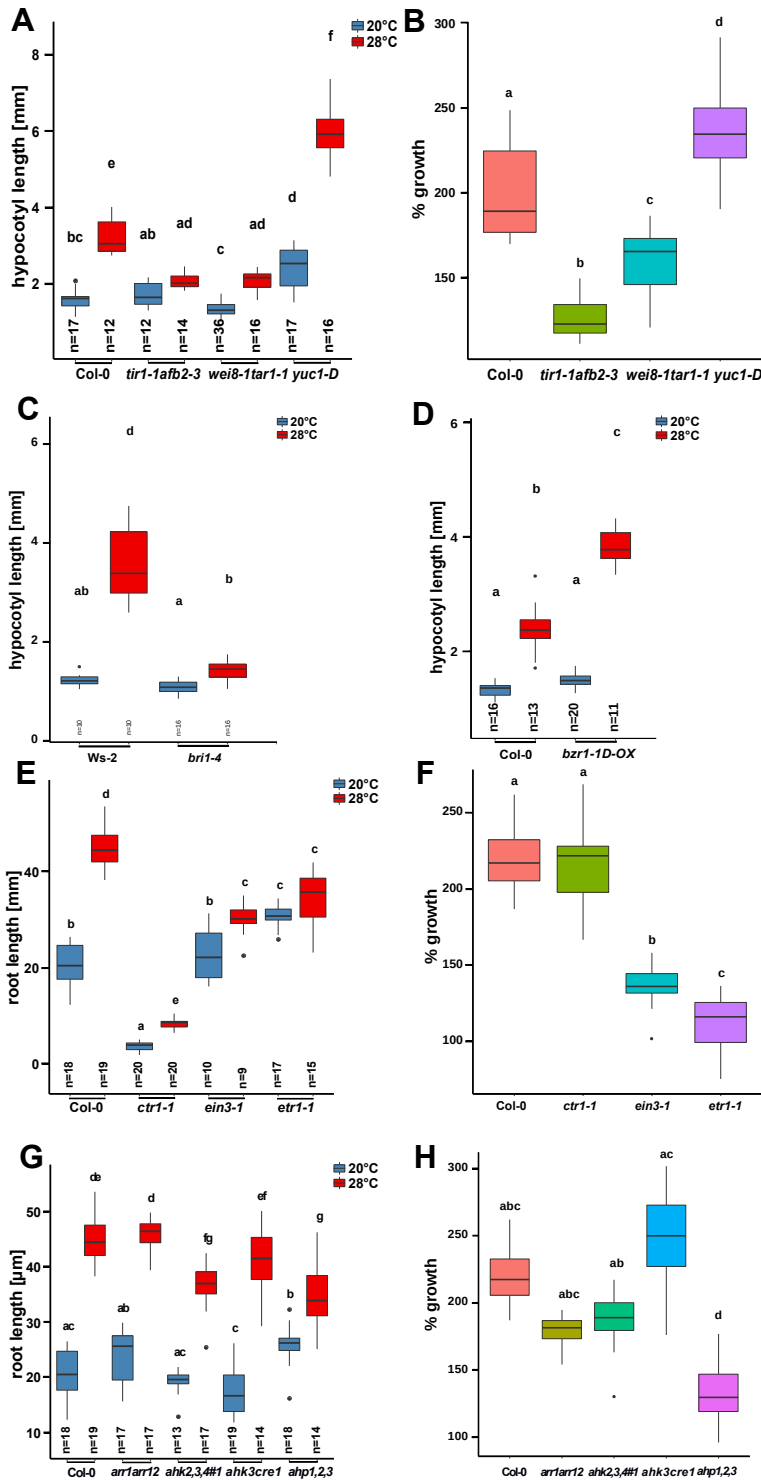 A
20°C
28°C
hypocotyl length [mm]
8
6
4
2
bc
e
ab
ad
c
ad
d
f
n=17
n=12
n=12
n=14
n=36
n=16
n=17
n=16
Col-0 tir1-1afb2-3 wei8-1tar1-1 yuc1-D
B
% growth
300
250
200
150
a
b
c
d
Col-0 tir1-1afb2-3 wei8-1tar1-1 yuc1-D
C
20°C
28°C
hypocotyl length [mm]
6
4
2
0
ab
d
a
b
n=10
n=10
n=16
n=16
Ws-2 bri1-4
D
20°C
28°C
hypocotyl length [mm]
6
4
2
a
b
a
c
n=16
n=13
n=20
n=11
Col-0 bzr1-1D-OX
E
20°C
28°C
root length [mm]
40
20
0
b
d
a
e
b
c
c
c
n=18
n=19
n=20
n=20
n=10
n=9
n=17
n=15
Col-0 ctr1-1 ein3-1 etr1-1
F
% growth
250
200
150
100
a
a
b
c
Col-0 ctr1-1 ein3-1 etr1-1
G
20°C
28°C
root length [µm]
50
40
30
20
10
ac
de
ab
d
ac
fg
c
ef
b
g
n=18
n=19
n=17
n=17
n=13
n=17
n=19
n=14
n=18
n=14
Col-0 arr1arr12 ahk2,3,4#1 ahk3cre1 ahp1,2,3
H
% growth
300
250
200
150
100
abc
abc
ab
ac
d
Col-0 arr1arr12 ahk2,3,4#1 ahk3cre1 ahp1,2,3